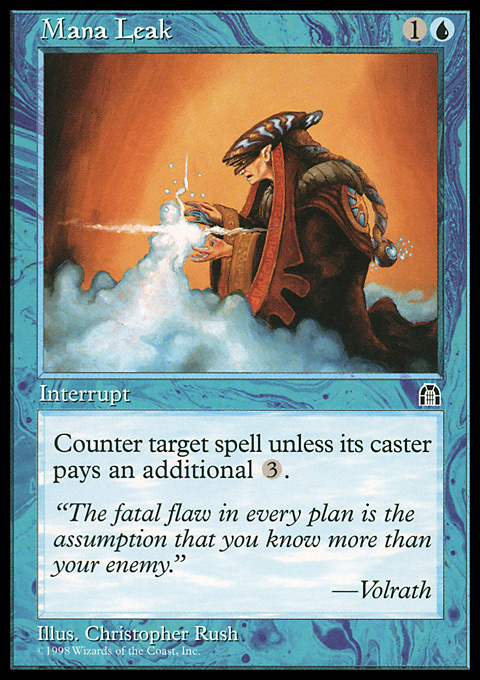 Mana Leak 1
Interrupt
Counter target spell unless its caster
pays an additional 3.
“The fatal flaw in every plan is the
assumption that you know more than
your enemy.”
—Volrath
Illus. Christopher Rush
©1998 Wizards of the Coast, Inc.